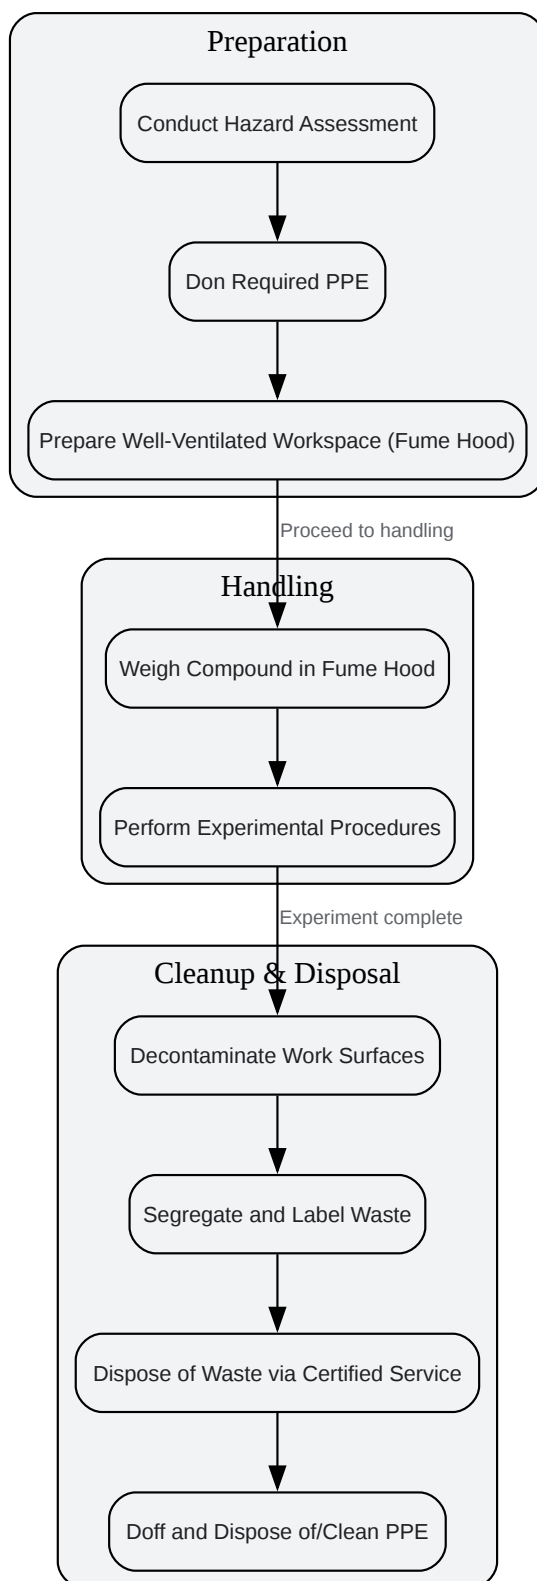 Preparation
Conduct Hazard Assessment
Don Required PPE
Prepare Well-Ventilated Workspace (Fume Hood)
Proceed to handling
Handling
Weigh Compound in Fume Hood
Perform Experimental Procedures
Experiment complete
Cleanup & Disposal
Decontaminate Work Surfaces
Segregate and Label Waste
Dispose of Waste via Certified Service
Doff and Dispose of/Clean PPE